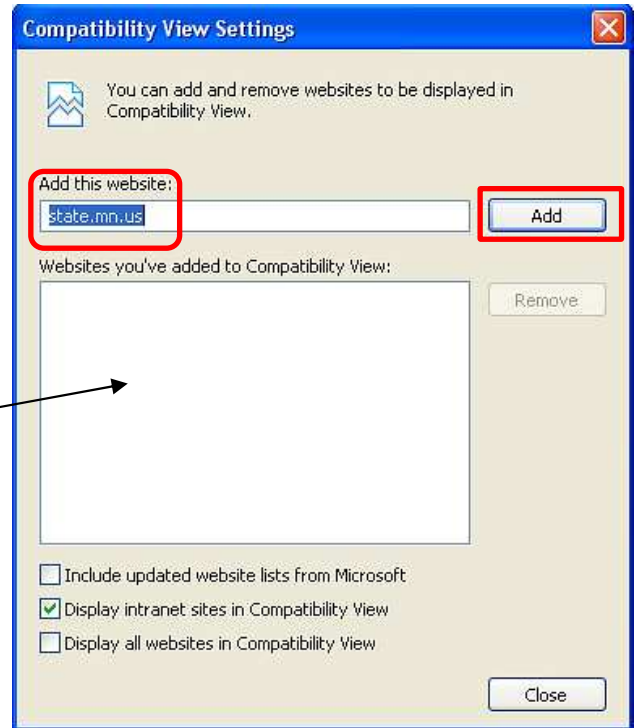 Compatibility View Settings
You can add and remove websites to be displayed in
Compatibility View.
Add this website:
state.mn.us
Add
Websites you've added to Compatibility View:
Remove
Include updated website lists from Microsoft
Display intranet sites in Compatibility View
Display all websites in Compatibility View
Close